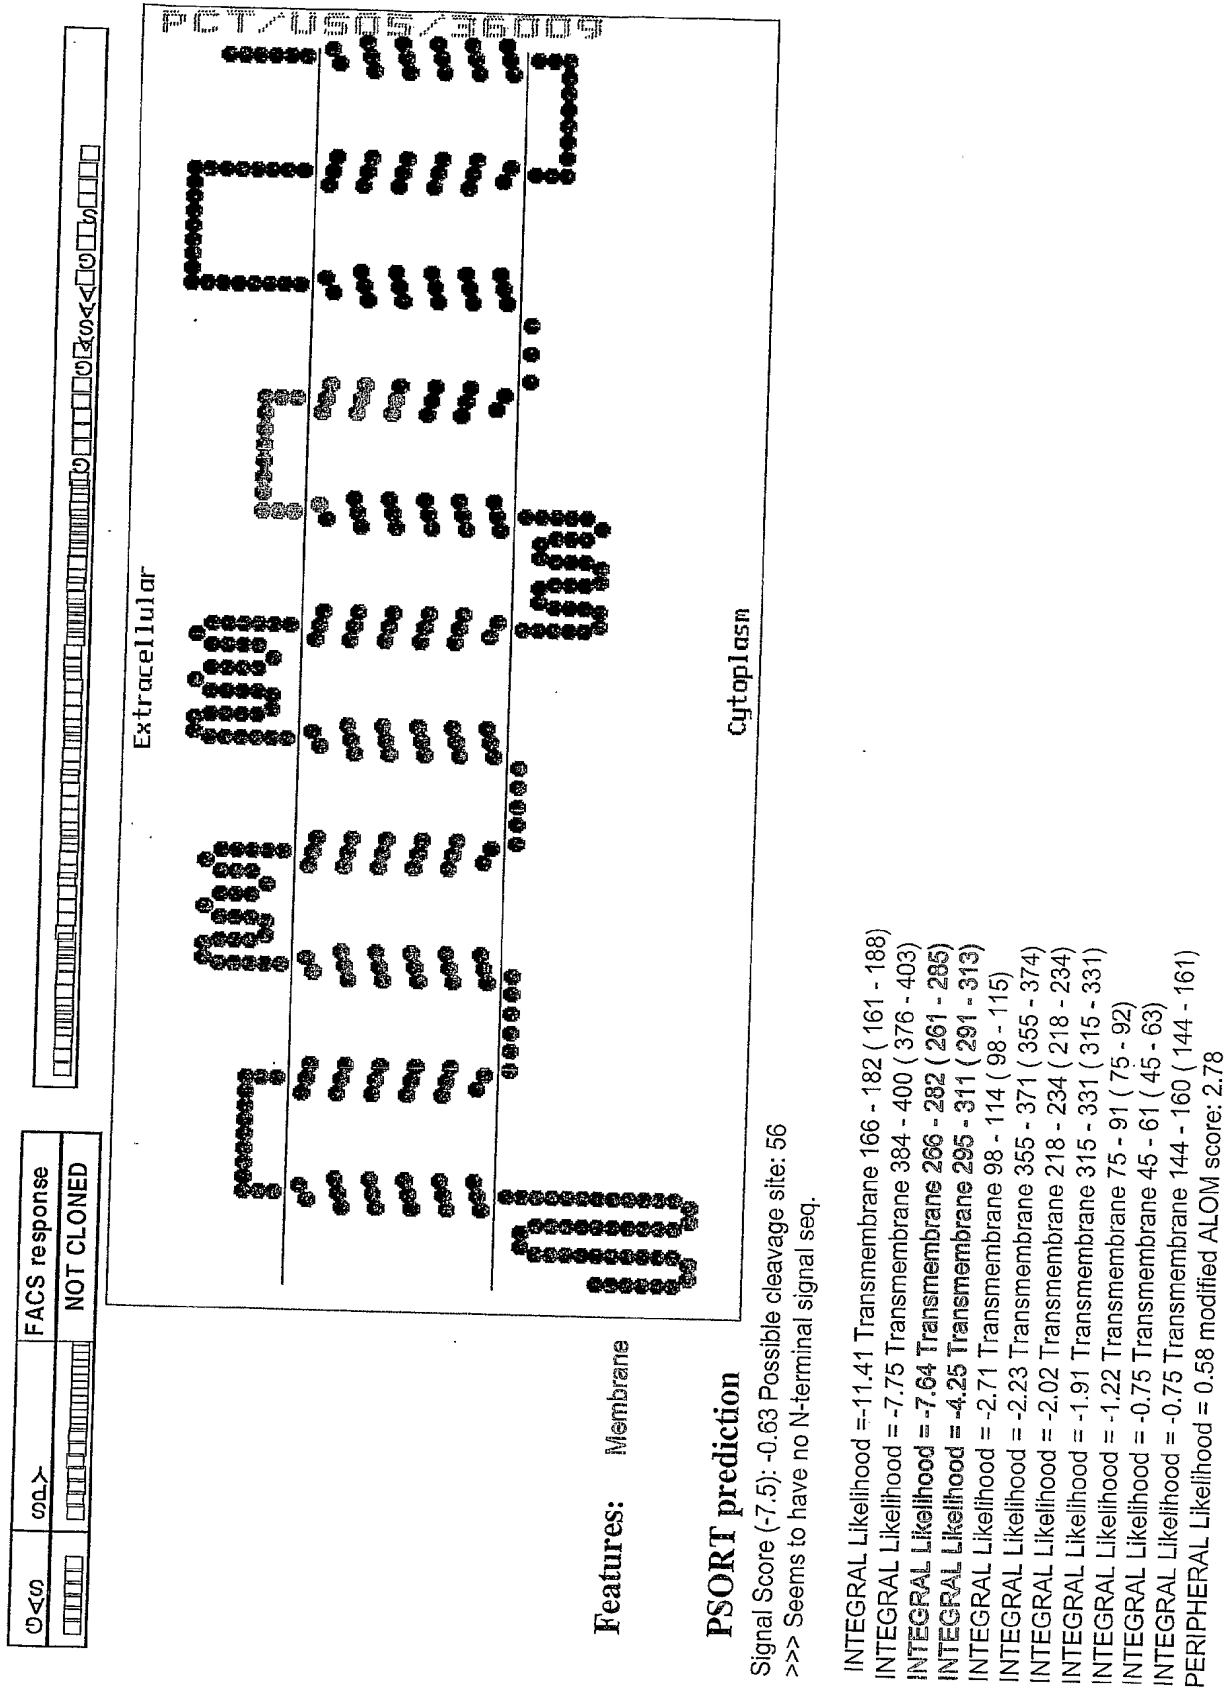 PCT/US05/36009
FACS response
NOT CLONED
Extracellular
Cytoplasm
Features: Membrane
PSORT prediction
Signal Score (-7.5): -0.63 Possible cleavage site: 56
>>> Seems to have no N-terminal signal seq.
INTEGRAL Likelihood =-11.41 Transmembrane 166 - 182 ( 161 - 188)
INTEGRAL Likelihood = -7.75 Transmembrane 384 - 400 ( 376 - 403)
INTEGRAL Likelihood = -7.64 Transmembrane 266 - 282 ( 261 - 285)
INTEGRAL Likelihood = -4.25 Transmembrane 295 - 311 ( 291 - 313)
INTEGRAL Likelihood = -2.71 Transmembrane 98 - 114 ( 98 - 115)
INTEGRAL Likelihood = -2.23 Transmembrane 355 - 371 ( 355 - 374)
INTEGRAL Likelihood = -2.02 Transmembrane 218 - 234 ( 218 - 234)
INTEGRAL Likelihood = -1.91 Transmembrane 315 - 331 ( 315 - 331)
INTEGRAL Likelihood = -1.22 Transmembrane 75 - 91 ( 75 - 92)
INTEGRAL Likelihood = -0.75 Transmembrane 45 - 61 ( 45 - 63)
INTEGRAL Likelihood = -0.75 Transmembrane 144 - 160 ( 144 - 161)
PERIPHERAL Likelihood = 0.58 modified ALOM score: 2.78